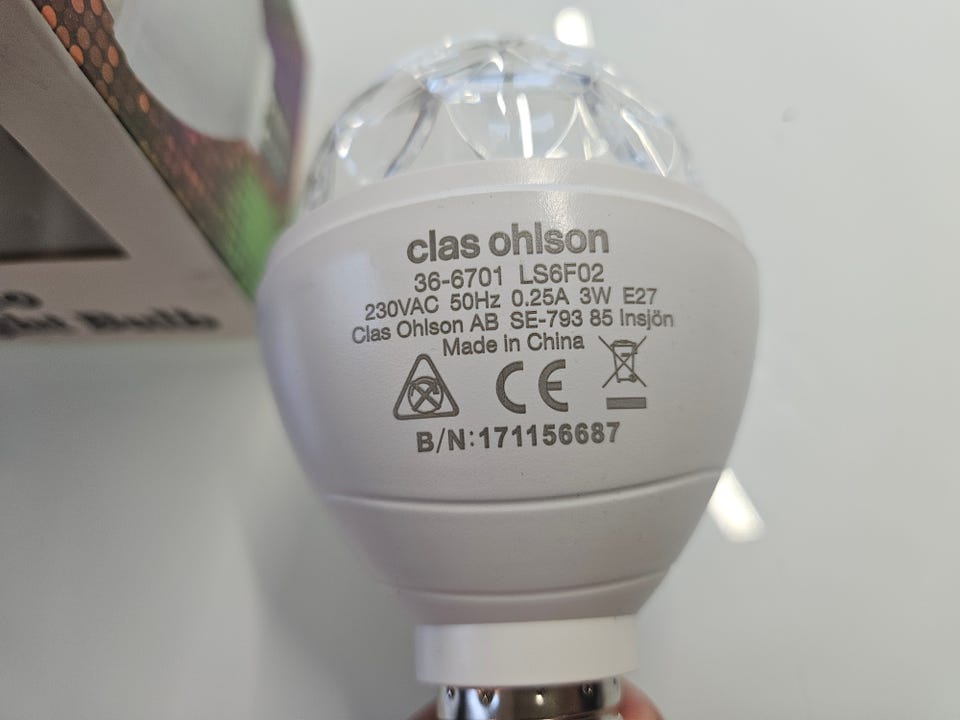 clas ohlson
36-6701 LS6F02
230VAC 50Hz 0.25A 3W E27
Clas Ohlson AB SE-793 85 Insjön
Made in China
CE
B/N:171156687
Bulb